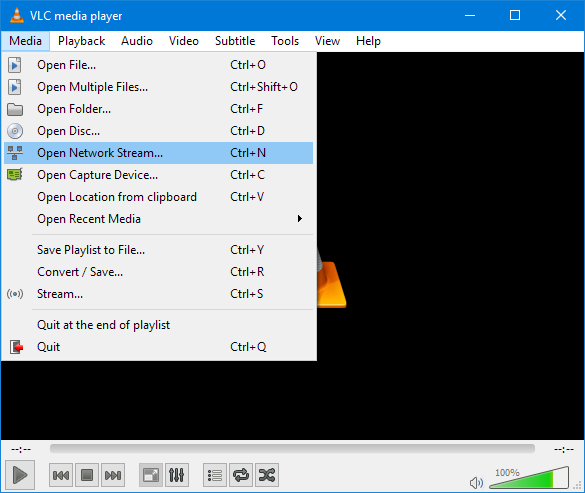 VLC media player
Media Playback Audio Video Subtitle Tools View Help
Open File... Ctrl+O
Open Multiple Files... Ctrl+Shift+O
Open Folder... Ctrl+F
Open Disc... Ctrl+D
Open Network Stream... Ctrl+N
Open Capture Device... Ctrl+C
Open Location from clipboard Ctrl+V
Open Recent Media
Save Playlist to File... Ctrl+Y
Convert / Save... Ctrl+R
Stream... Ctrl+S
Quit at the end of playlist
Quit Ctrl+Q
--:-- --:--
100%